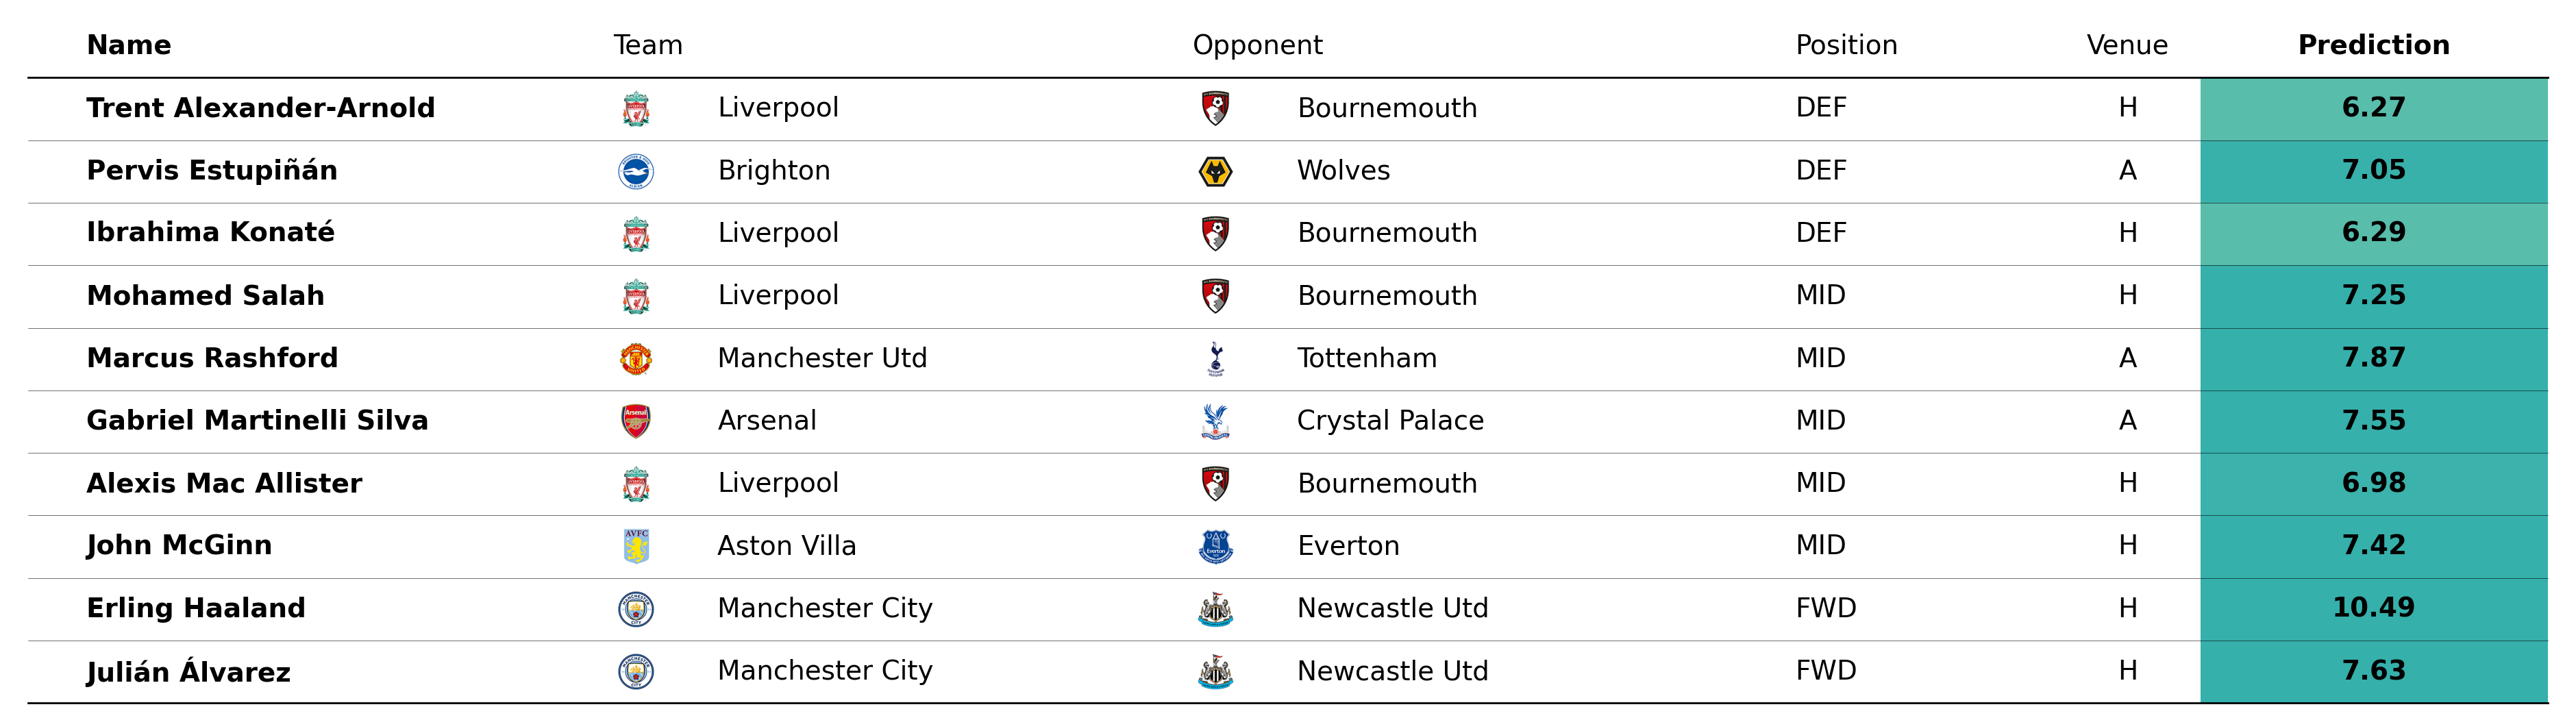 Name Team Opponent Position Venue Prediction
Trent Alexander-Arnold Liverpool Bournemouth DEF H 6.27
Pervis Estupiñán Brighton Wolves DEF A 7.05
Ibrahima Konaté Liverpool Bournemouth DEF H 6.29
Mohamed Salah Liverpool Bournemouth MID H 7.25
Marcus Rashford Manchester Utd Tottenham MID A 7.87
Gabriel Martinelli Silva Arsenal Crystal Palace MID A 7.55
Alexis Mac Allister Liverpool Bournemouth MID H 6.98
John McGinn Aston Villa Everton MID H 7.42
Erling Haaland Manchester City Newcastle Utd FWD H 10.49
Julián Álvarez Manchester City Newcastle Utd FWD H 7.63